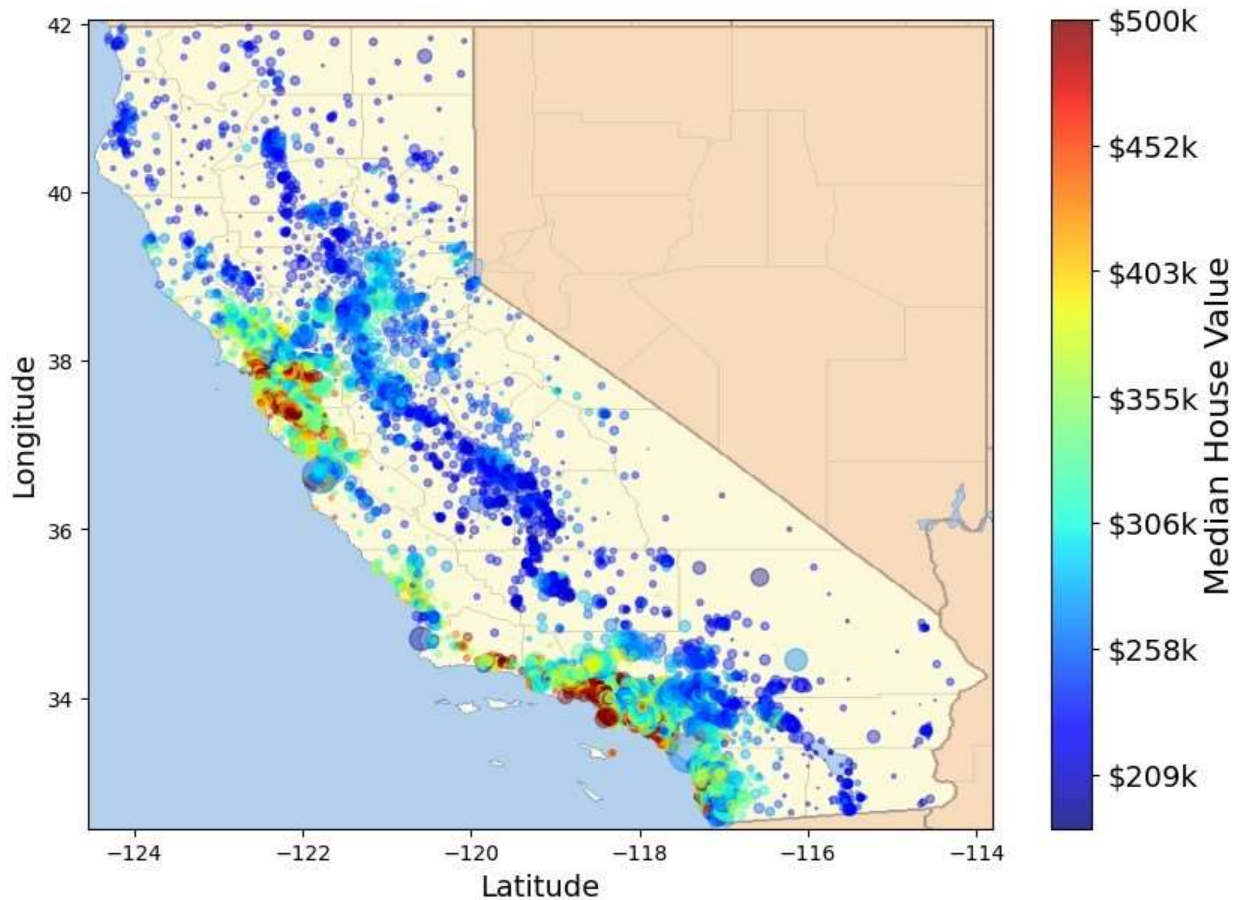 42
40
38
36
34
Longitude
−124
−122
−120
−118
−116
−114
Latitude
$500k
$452k
$403k
$355k
$306k
$258k
$209k
Median House Value